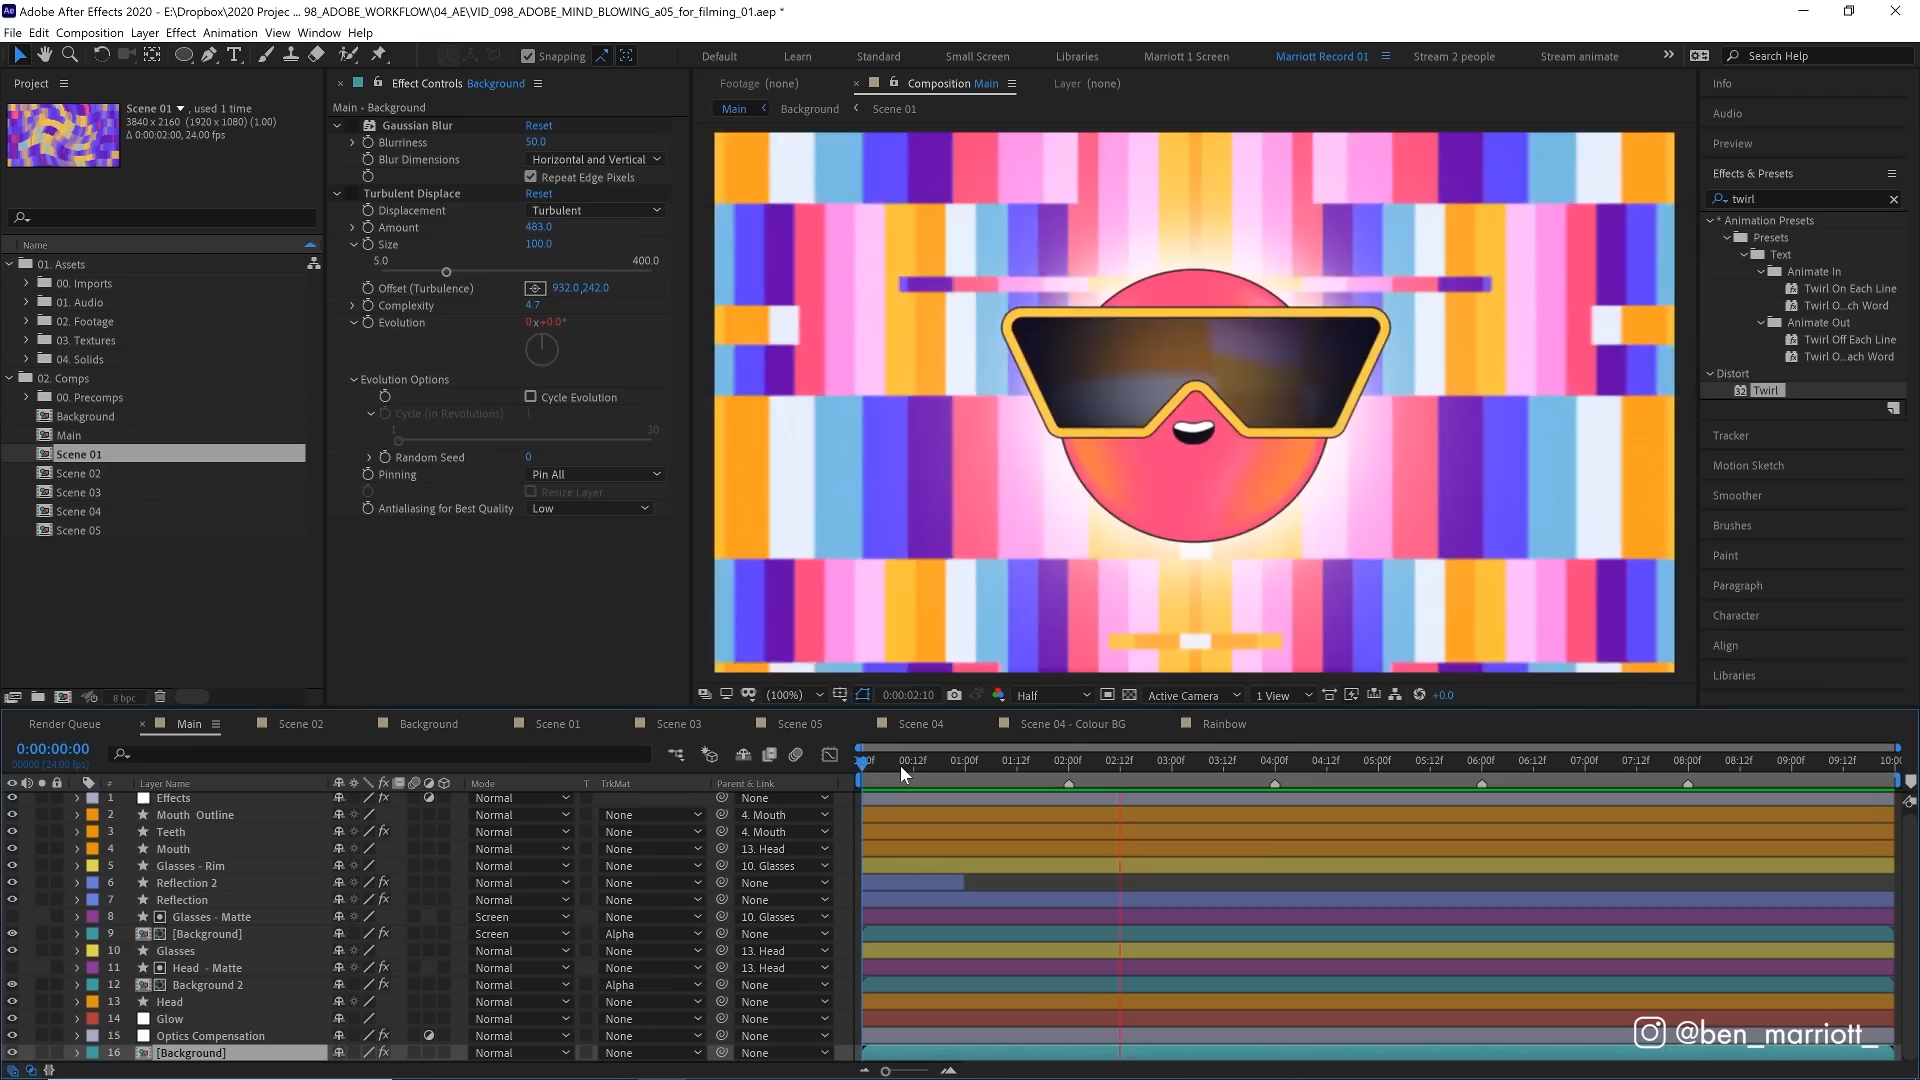 Adobe After Effects 2020 - E:\Dropbox\2020 Projec ... 98_ADOBE_WORKFLOW\04_AE\VID_098_ADOBE_MIND_BLOWING_a05_for_filming_01.aep *
File Edit Composition Layer Effect Animation View Window Help
Snapping
Default Learn Standard Small Screen Libraries Marriott 1 Screen Marriott Record 01 Stream 2 people Stream animate Search Help
Project
Scene 01 , used 1 time
3840 x 2160 (1920 x 1080) (1.00)
Δ 0:00:02:00, 24.00 fps
Name
01. Assets
00. Imports
01. Audio
02. Footage
03. Textures
04. Solids
02. Comps
00. Precomps
Background
Main
Scene 01
Scene 02
Scene 03
Scene 04
Scene 05
8 bpc
Effect Controls Background
Main • Background
Gaussian Blur Reset
Blurriness 50.0
Blur Dimensions Horizontal and Vertical
Repeat Edge Pixels
Turbulent Displace Reset
Displacement Turbulent
Amount 483.0
Size 100.0
5.0 400.0
Offset (Turbulence) 932.0,242.0
Complexity 4.7
Evolution 0x+0.0°
Evolution Options
Cycle Evolution
Cycle (in Revolutions) 1
1 30
Random Seed 0
Pinning Pin All
Resize Layer
Antialiasing for Best Quality Low
Footage (none) Composition Main Layer (none)
Main Background Scene 01
(100%) 0:00:02:10 Half Active Camera 1 View +0.0
Info
Audio
Preview
Effects & Presets
twirl
* Animation Presets
Presets
Text
Animate In
Twirl On Each Line
Twirl O...ch Word
Animate Out
Twirl Off Each Line
Twirl O...ach Word
Distort
32 Twirl
Tracker
Motion Sketch
Smoother
Brushes
Paint
Paragraph
Character
Align
Libraries
Render Queue Main Scene 02 Background Scene 01 Scene 03 Scene 05 Scene 04 Scene 04 - Colour BG Rainbow
0:00:00:00
00000 (24.00 fps)
00:12f 01:00f 01:12f 02:00f 02:12f 03:00f 03:12f 04:00f 04:12f 05:00f 05:12f 06:00f 06:12f 07:00f 07:12f 08:00f 08:12f 09:00f 09:12f 10:0
# Layer Name Mode T TrkMat Parent & Link
1 Effects Normal None
2 Mouth Outline Normal None 4. Mouth
3 Teeth Normal None 4. Mouth
4 Mouth Normal None 13. Head
5 Glasses - Rim Normal None 10. Glasses
6 Reflection 2 Normal None None
7 Reflection Normal None None
8 Glasses - Matte Screen None 10. Glasses
9 [Background] Screen Alpha None
10 Glasses Normal None 13. Head
11 Head - Matte Normal None 13. Head
12 Background 2 Normal Alpha None
13 Head Normal None None
14 Glow Normal None None
15 Optics Compensation Normal None None
16 [Background] Normal None None
@ben_marriott_